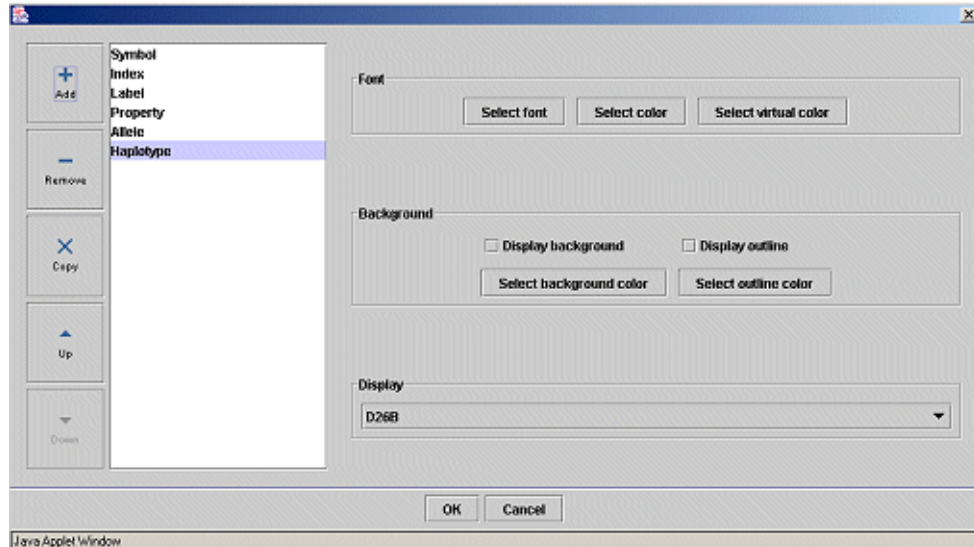 Add
Remove
Copy
Up
Down
Symbol
Index
Label
Property
Allele
Haplotype
Font
Select font
Select color
Select virtual color
Background
Display background
Display outline
Select background color
Select outline color
Display
D26B
OK
Cancel
Java Applet Window